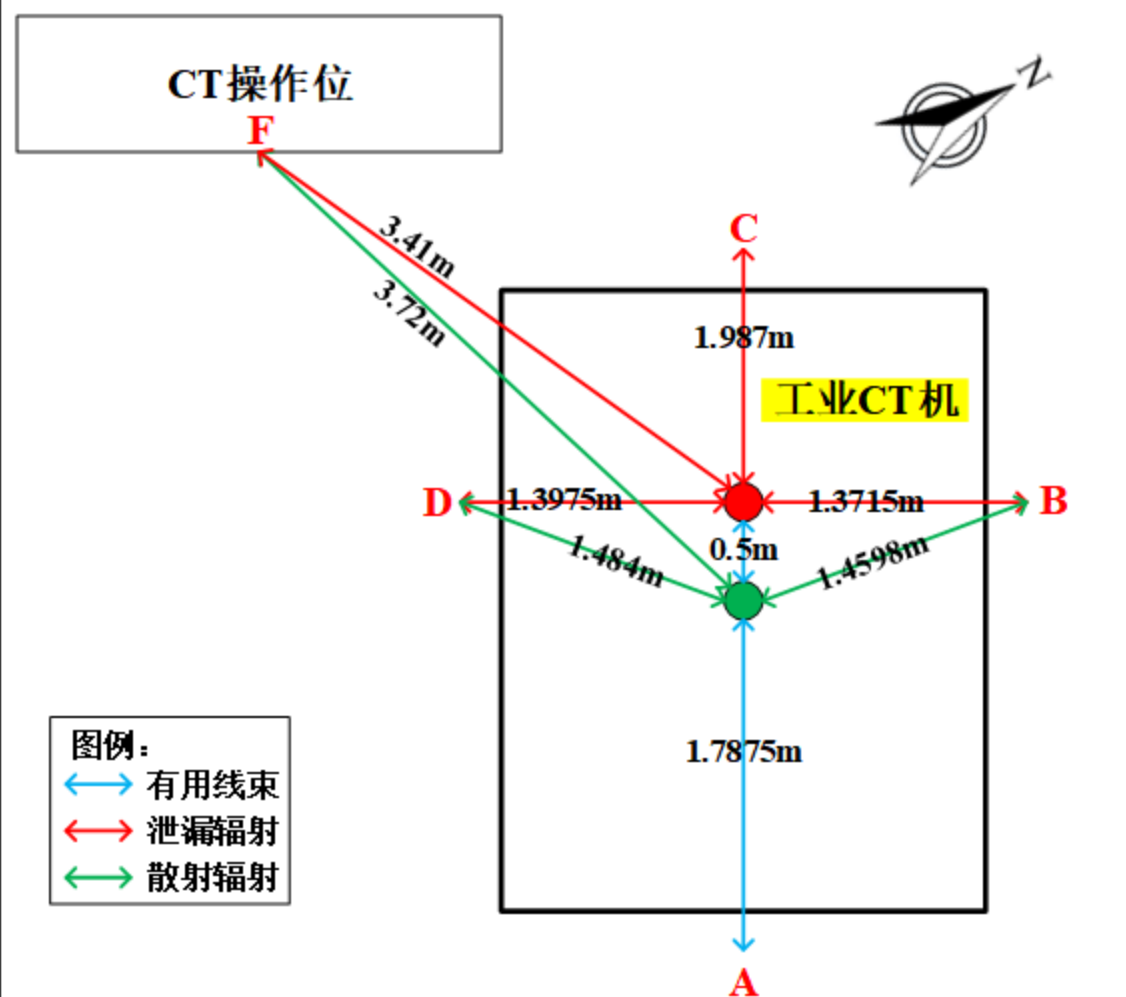 CT操作位
F
N
3.41m
3.72m
C
1.987m
工业CT机
D
1.3975m
1.3715m
B
0.5m
1.484m
1.4598m
1.7875m
图例：
有用线束
泄漏辐射
散射辐射
A